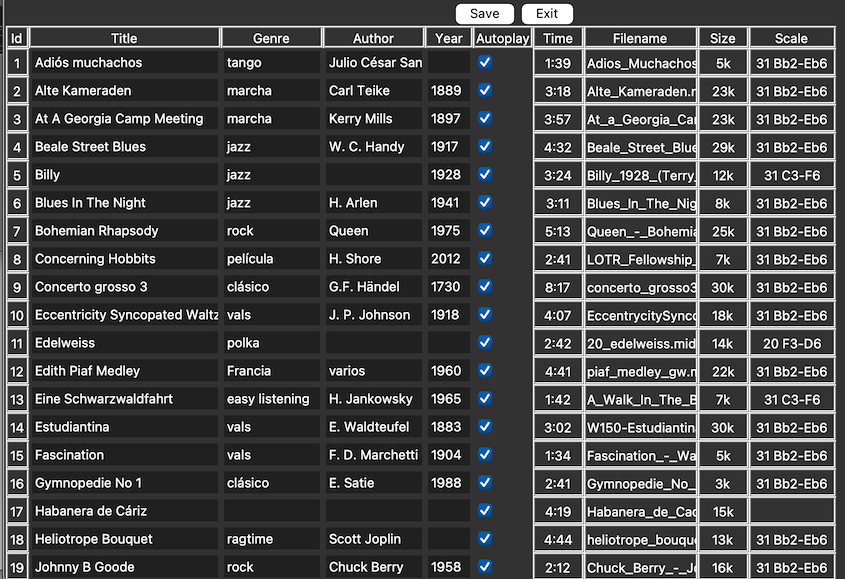 Save Exit
Id Title Genre Author Year Autoplay Time Filename Size Scale
1 Adiós muchachos tango Julio César San 1:39 Adios_Muchachos 5k 31 Bb2-Eb6
2 Alte Kameraden marcha Carl Teike 1889 3:18 Alte_Kameraden.m 23k 31 Bb2-Eb6
3 At A Georgia Camp Meeting marcha Kerry Mills 1897 3:57 At_a_Georgia_Car 23k 31 Bb2-Eb6
4 Beale Street Blues jazz W. C. Handy 1917 4:32 Beale_Street_Blue 29k 31 Bb2-Eb6
5 Billy jazz 1928 3:24 Billy_1928_(Terry_ 12k 31 C3-F6
6 Blues In The Night jazz H. Arlen 1941 3:11 Blues_In_The_Nig 8k 31 Bb2-Eb6
7 Bohemian Rhapsody rock Queen 1975 5:13 Queen_-_Bohemia 25k 31 Bb2-Eb6
8 Concerning Hobbits película H. Shore 2012 2:41 LOTR_Fellowship_ 7k 31 Bb2-Eb6
9 Concerto grosso 3 clásico G.F. Händel 1730 8:17 concerto_grosso3 30k 31 Bb2-Eb6
10 Eccentricity Syncopated Waltz vals J. P. Johnson 1918 4:07 EccentrycitySync 18k 31 Bb2-Eb6
11 Edelweiss polka 2:42 20_edelweiss.mid 14k 20 F3-D6
12 Edith Piaf Medley Francia varios 1960 4:41 piaf_medley_gw.m 22k 31 Bb2-Eb6
13 Eine Schwarzwaldfahrt easy listening H. Jankowsky 1965 1:42 A_Walk_In_The_B 7k 31 C3-F6
14 Estudiantina vals E. Waldteufel 1883 3:02 W150-Estudiantin 30k 31 Bb2-Eb6
15 Fascination vals F. D. Marchetti 1904 1:34 Fascination_-_Wa 5k 31 Bb2-Eb6
16 Gymnopedie No 1 clásico E. Satie 1988 2:41 Gymnopedie_No_ 3k 31 Bb2-Eb6
17 Habanera de Cáriz 4:19 Habanera_de_Cad 15k
18 Heliotrope Bouquet ragtime Scott Joplin 4:44 heliotrope_bouqu 13k 31 Bb2-Eb6
19 Johnny B Goode rock Chuck Berry 1958 2:12 Chuck_Berry_-_Jo 16k 31 Bb2-Eb6